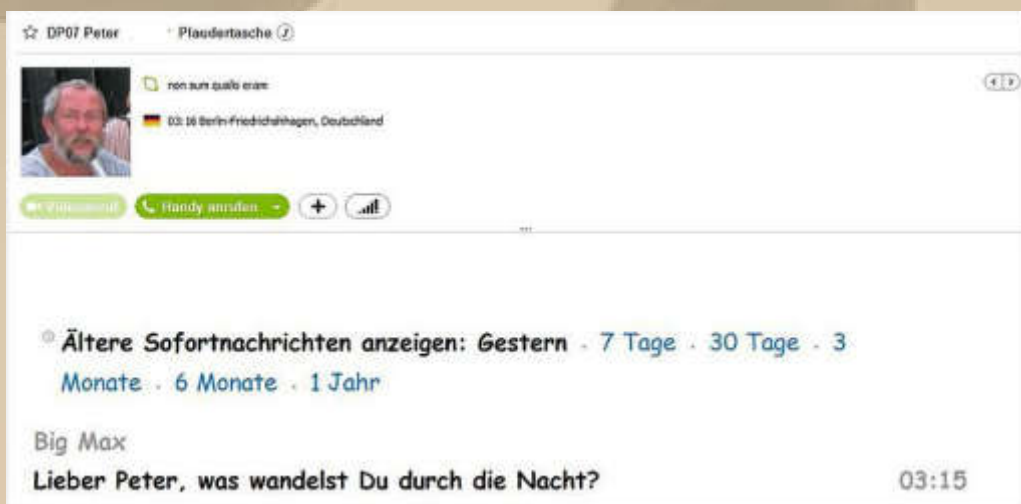 DP07 Peter Plaudertasche
non sum qualis eram
03:16 Berlin-Friedrichshagen, Deutschland
Handy anrufen
Ältere Sofortnachrichten anzeigen: Gestern . 7 Tage . 30 Tage . 3
Monate . 6 Monate . 1 Jahr
Big Max
Lieber Peter, was wandelst Du durch die Nacht? 03:15